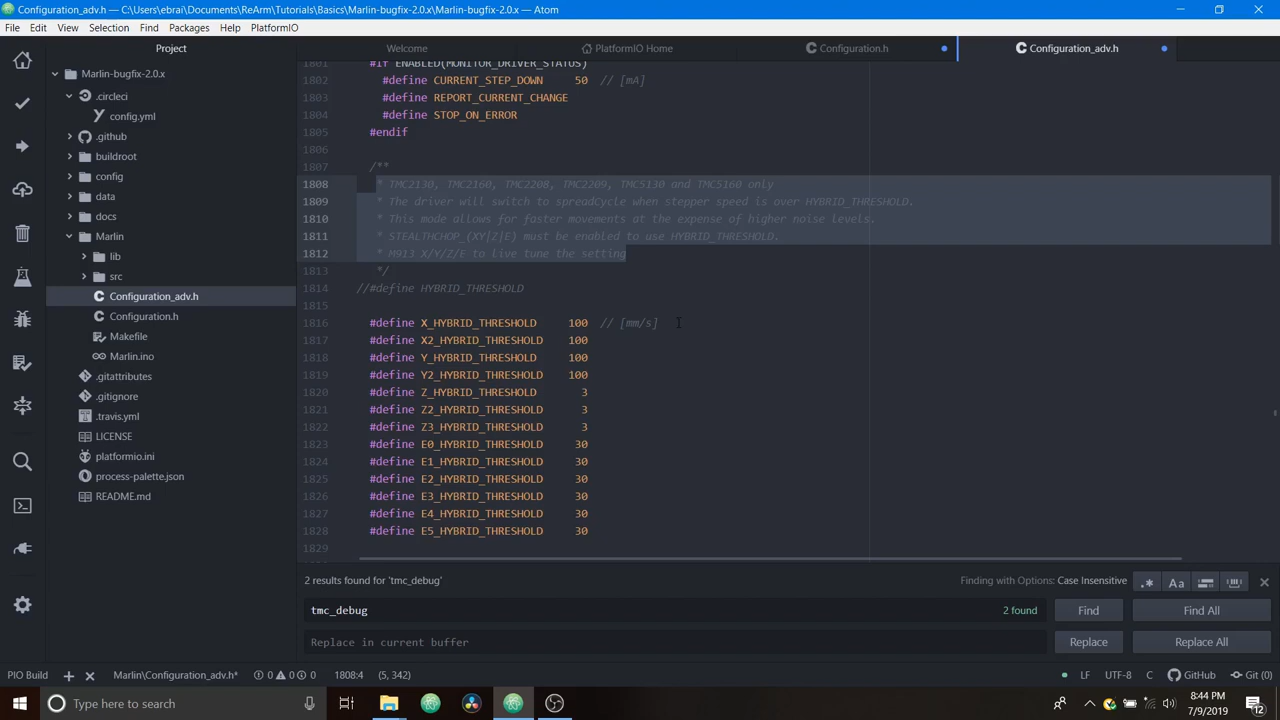 Configuration_adv.h — C:\Users\ebrai\Documents\ReArm\Tutorials\Basics\Marlin-bugfix-2.0.x\Marlin-bugfix-2.0.x — Atom
File Edit View Selection Find Packages Help PlatformIO
Project
Welcome
PlatformIO Home
Configuration.h
Configuration_adv.h
Marlin-bugfix-2.0.x
.circleci
config.yml
.github
buildroot
config
data
docs
Marlin
lib
src
Configuration_adv.h
Configuration.h
Makefile
Marlin.ino
.gitattributes
.gitignore
.travis.yml
LICENSE
platformio.ini
process-palette.json
README.md
1801 #if ENABLED(MONITOR_DRIVER_STATUS)
1802 #define CURRENT_STEP_DOWN 50 // [mA]
1803 #define REPORT_CURRENT_CHANGE
1804 #define STOP_ON_ERROR
1805 #endif
1806
1807 /**
1808 * TMC2130, TMC2160, TMC2208, TMC2209, TMC5130 and TMC5160 only
1809 * The driver will switch to spreadCycle when stepper speed is over HYBRID_THRESHOLD.
1810 * This mode allows for faster movements at the expense of higher noise levels.
1811 * STEALTHCHOP_(XY|Z|E) must be enabled to use HYBRID_THRESHOLD.
1812 * M913 X/Y/Z/E to live tune the setting
1813 */
1814 //#define HYBRID_THRESHOLD
1815
1816 #define X_HYBRID_THRESHOLD 100 // [mm/s]
1817 #define X2_HYBRID_THRESHOLD 100
1818 #define Y_HYBRID_THRESHOLD 100
1819 #define Y2_HYBRID_THRESHOLD 100
1820 #define Z_HYBRID_THRESHOLD 3
1821 #define Z2_HYBRID_THRESHOLD 3
1822 #define Z3_HYBRID_THRESHOLD 3
1823 #define E0_HYBRID_THRESHOLD 30
1824 #define E1_HYBRID_THRESHOLD 30
1825 #define E2_HYBRID_THRESHOLD 30
1826 #define E3_HYBRID_THRESHOLD 30
1827 #define E4_HYBRID_THRESHOLD 30
1828 #define E5_HYBRID_THRESHOLD 30
1829
2 results found for 'tmc_debug'
Finding with Options: Case Insensitive
.* Aa
tmc_debug
2 found
Find
Find All
Replace in current buffer
Replace
Replace All
PIO Build + × Marlin\Configuration_adv.h* 0 0 0 1808:4 (5, 342)
LF UTF-8 C GitHub Git (0)
Type here to search
8:44 PM
7/9/2019
12